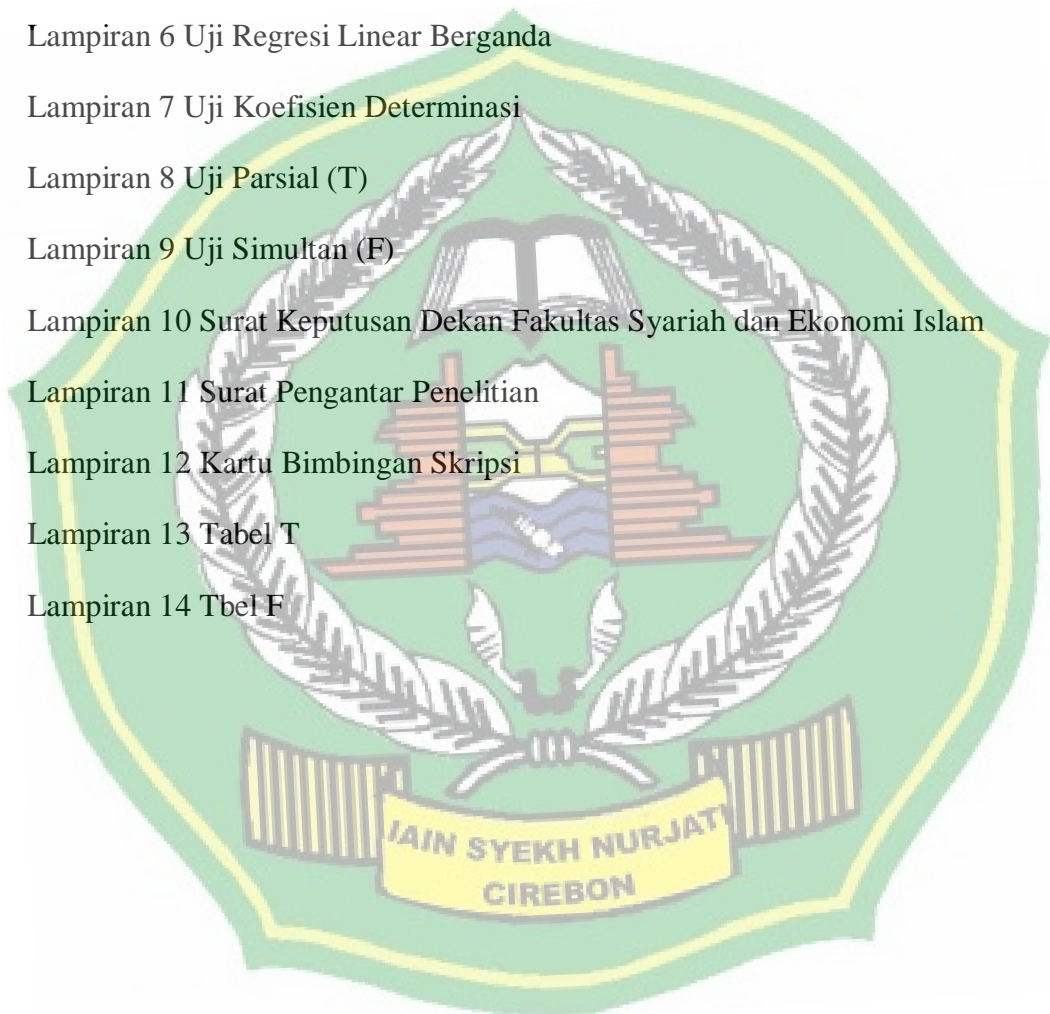 Lampiran 6 Uji Regresi Linear Berganda
Lampiran 7 Uji Koefisien Determinasi
Lampiran 8 Uji Parsial (T)
Lampiran 9 Uji Simultan (F)
Lampiran 10 Surat Keputusan Dekan Fakultas Syariah dan Ekonomi Islam
Lampiran 11 Surat Pengantar Penelitian
Lampiran 12 Kartu Bimbingan Skripsi
Lampiran 13 Tabel T
Lampiran 14 Tbel F
IAIN SYEKH NURJATI
CIREBON